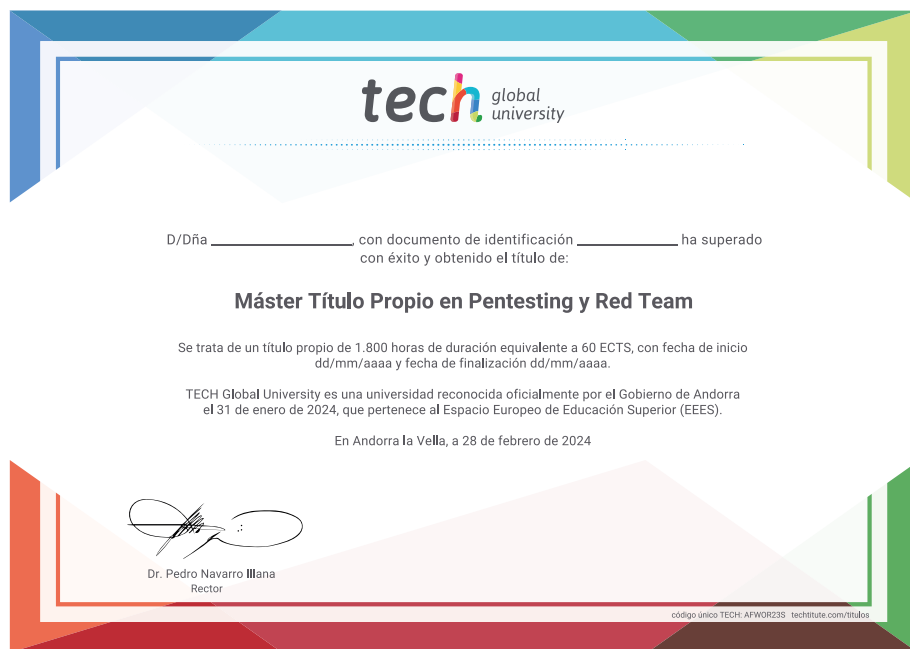 tech global university
D/Dña ____________________, con documento de identificación ______________ ha superado
con éxito y obtenido el título de:
Máster Título Propio en Pentesting y Red Team
Se trata de un título propio de 1.800 horas de duración equivalente a 60 ECTS, con fecha de inicio
dd/mm/aaaa y fecha de finalización dd/mm/aaaa.
TECH Global University es una universidad reconocida oficialmente por el Gobierno de Andorra
el 31 de enero de 2024, que pertenece al Espacio Europeo de Educación Superior (EEES).
En Andorra la Vella, a 28 de febrero de 2024
Dr. Pedro Navarro Illana
Rector
código único TECH: AFWOR23S techtitute.com/titulos